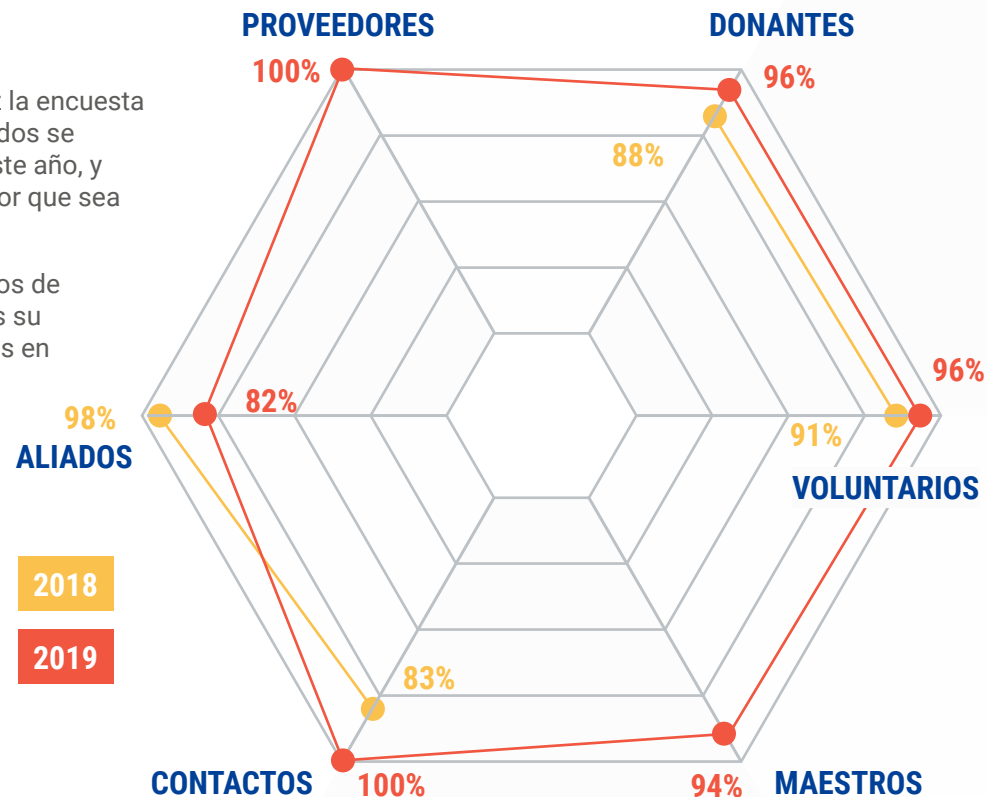 PROVEEDORES
DONANTES
100%
96%
la encuesta
dos se
ste año, y
or que sea
88%
os de
s su
s en
96%
98%
82%
91%
ALIADOS
VOLUNTARIOS
2018
2019
83%
CONTACTOS
100%
94%
MAESTROS